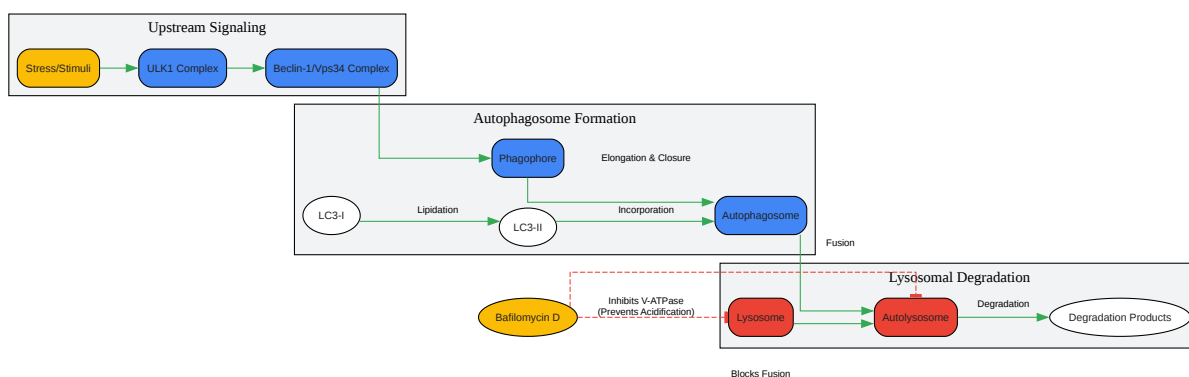 Upstream Signaling
Stress/Stimuli
ULK1 Complex
Beclin-1/Vps34 Complex
Autophagosome Formation
Phagophore
Elongation & Closure
LC3-I
Lipidation
LC3-II
Incorporation
Autophagosome
Fusion
Lysosomal Degradation
Bafilomycin D
Inhibits V-ATPase
(Prevents Acidification)
Lysosome
Autolysosome
Degradation
Degradation Products
Blocks Fusion